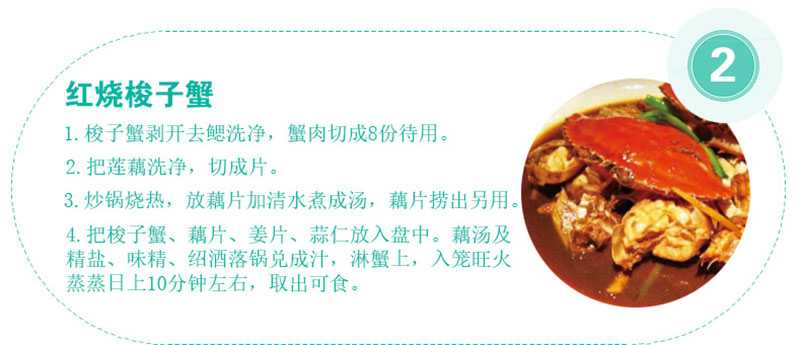 2
红烧梭子蟹
1. 梭子蟹剥开去鳃洗净，蟹肉切成8份待用。
2. 把莲藕洗净，切成片。
3. 炒锅烧热，放藕片加清水煮成汤，藕片捞出另用。
4. 把梭子蟹、藕片、姜片、蒜仁放入盘中。藕汤及
精盐、味精、绍酒落锅兑成汁，淋蟹上，入笼旺火
蒸蒸日上10分钟左右，取出可食。